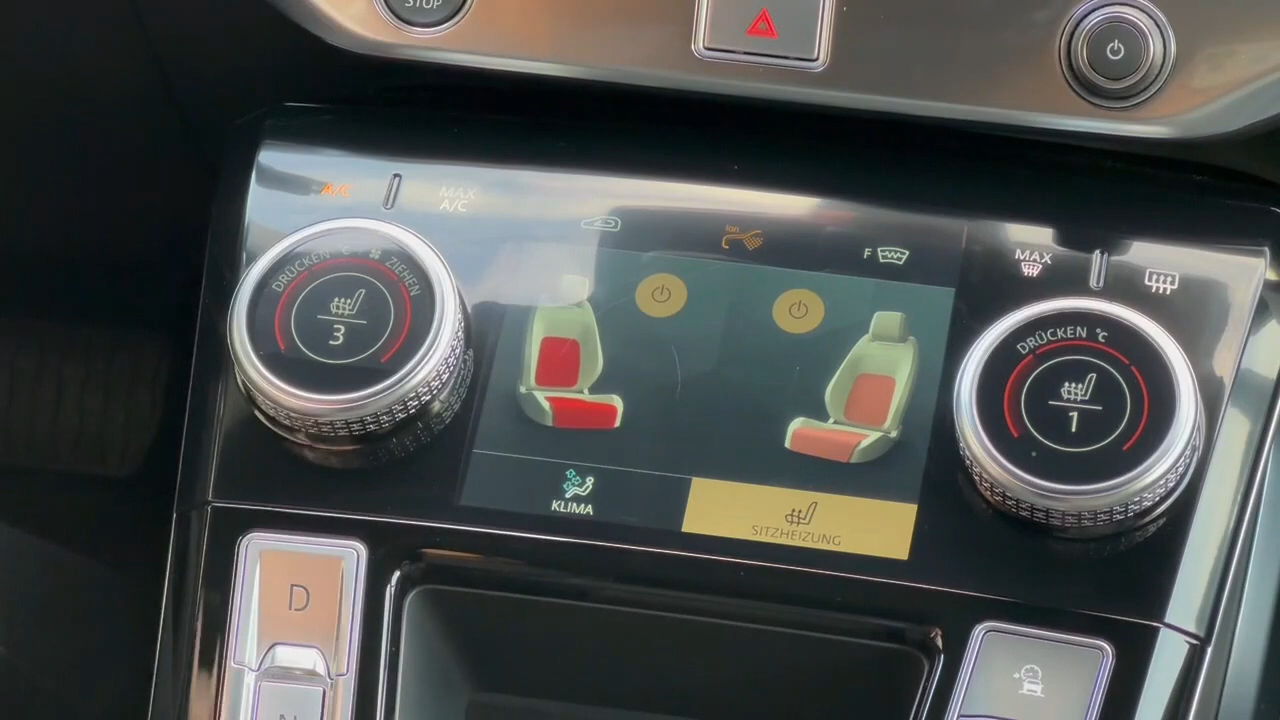 STOP
A/C
MAX
A/C
Ion
F
MAX
DRÜCKEN °C ZIEHEN
3
DRÜCKEN °C
1
KLIMA
SITZHEIZUNG
D
N